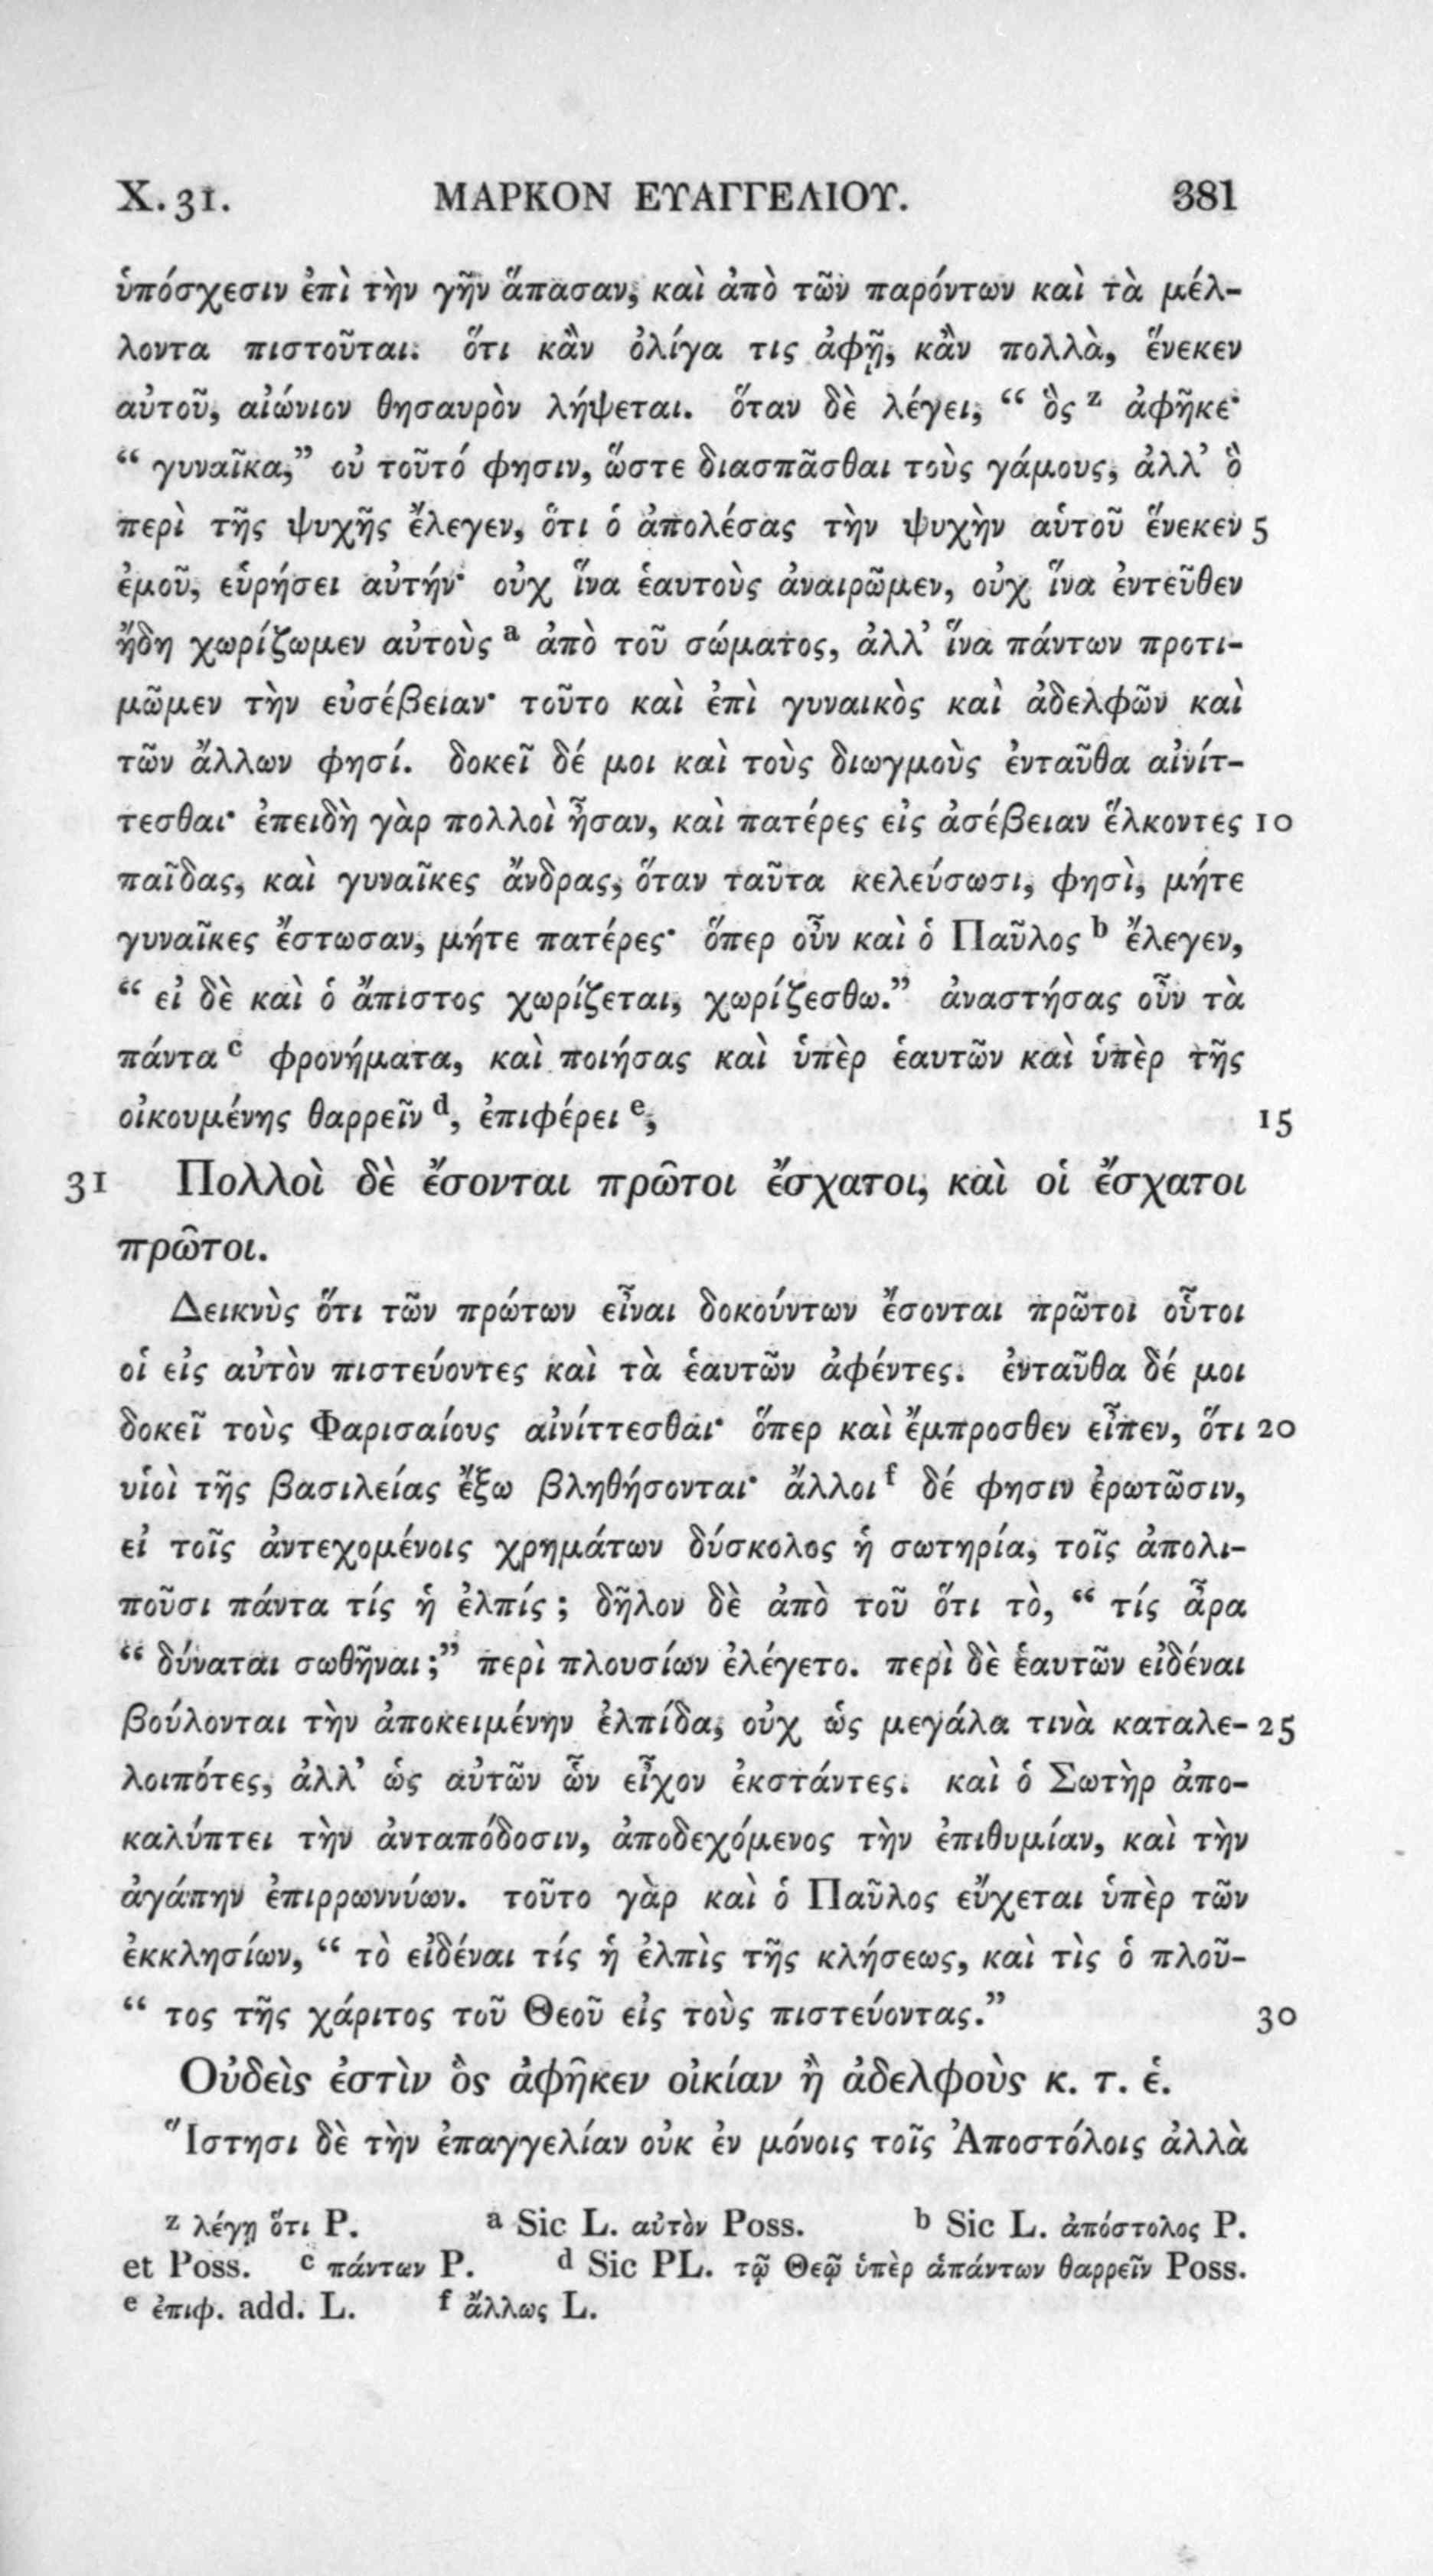 X. 31. ΜΑΡΚΟΝ ΕΥΑΓΓΕΛΙΟΥ. 381
ὑπόσχεσιν ἐπὶ τὴν γῆν ἅπασαν, καὶ ἀπὸ τῶν παρόντων καὶ τὰ μέλ-
λοντα πιστοῦται. ὅτι κἂν ὀλίγα τις ἀφῇ, κἂν πολλὰ, ἕνεκεν
αὐτοῦ, αἰώνιον θησαυρὸν λήψεται. ὅταν δὲ λέγει, “ ὃς z ἀφῆκε·
“ γυναῖκα,” οὐ τοῦτό φησιν, ὥστε διασπᾶσθαι τοὺς γάμους, ἀλλ’ ὃ
περὶ τῆς ψυχῆς ἔλεγεν, ὅτι ὁ ἀπολέσας τὴν ψυχὴν αὑτοῦ ἕνεκεν 5
ἐμοῦ, εὑρήσει αὐτήν· οὐχ ἵνα ἑαυτοὺς ἀναιρῶμεν, οὐχ ἵνα ἐντεῦθεν
ἤδη χωρίζωμεν αὐτοὺς a ἀπὸ τοῦ σώματος, ἀλλ’ ἵνα πάντων προτι-
μῶμεν τὴν εὐσέβειαν· τοῦτο καὶ ἐπὶ γυναικὸς καὶ ἀδελφῶν καὶ
τῶν ἄλλων φησί. δοκεῖ δέ μοι καὶ τοὺς διωγμοὺς ἐνταῦθα αἰνίτ-
τεσθαι· ἐπειδὴ γὰρ πολλοὶ ἦσαν, καὶ πατέρες εἰς ἀσέβειαν ἕλκοντες 10
παῖδας, καὶ γυναῖκες ἄνδρας, ὅταν ταῦτα κελεύσωσι, φησὶ, μήτε
γυναῖκες ἔστωσαν, μήτε πατέρες· ὅπερ οὖν καὶ ὁ Παῦλος b ἔλεγεν,
“ εἰ δὲ καὶ ὁ ἄπιστος χωρίζεται, χωρίζεσθω.” ἀναστήσας οὖν τὰ
πάντα c φρονήματα, καὶ ποιήσας καὶ ὑπὲρ ἑαυτῶν καὶ ὑπὲρ τῆς
οἰκουμένης θαρρεῖν d, ἐπιφέρει e, 15
31 Πολλοὶ δὲ ἔσονται πρῶτοι ἔσχατοι, καὶ οἱ ἔσχατοι
πρῶτοι.
Δεικνὺς ὅτι τῶν πρώτων εἶναι δοκούντων ἔσονται πρῶτοι οὗτοι
οἱ εἰς αὐτὸν πιστεύοντες καὶ τὰ ἑαυτῶν ἀφέντες. ἐνταῦθα δέ μοι
δοκεῖ τοὺς Φαρισαίους αἰνίττεσθαι· ὅπερ καὶ ἔμπροσθεν εἶπεν, ὅτι 20
υἱοὶ τῆς βασιλείας ἔξω βληθήσονται· ἄλλοι f δέ φησιν ἐρωτῶσιν,
εἰ τοῖς ἀντεχομένοις χρημάτων δύσκολος ἡ σωτηρία, τοῖς ἀπολι-
ποῦσι πάντα τίς ἡ ἐλπίς ; δῆλον δὲ ἀπὸ τοῦ ὅτι τὸ, “ τίς ἆρα
“ δύναται σωθῆναι ;” περὶ πλουσίων ἐλέγετο. περὶ δὲ ἑαυτῶν εἰδέναι
βούλονται τὴν ἀποκειμένην ἐλπίδα, οὐχ ὡς μεγάλα τινὰ καταλε- 25
λοιπότες, ἀλλ’ ὡς αὐτῶν ὧν εἶχον ἐκστάντες. καὶ ὁ Σωτὴρ ἀπο-
καλύπτει τὴν ἀνταπόδοσιν, ἀποδεχόμενος τὴν ἐπιθυμίαν, καὶ τὴν
ἀγάπην ἐπιρρωννύων. τοῦτο γὰρ καὶ ὁ Παῦλος εὔχεται ὑπὲρ τῶν
ἐκκλησίων, “ τὸ εἰδέναι τίς ἡ ἐλπὶς τῆς κλήσεως, καὶ τὶς ὁ πλοῦ-
“ τος τῆς χάριτος τοῦ Θεοῦ εἰς τοὺς πιστεύοντας.” 30
Οὐδεὶς ἐστὶν ὃς ἀφῆκεν οἰκίαν ἢ ἀδελφοὺς κ. τ. ἑ.
Ἵστησι δὲ τὴν ἐπαγγελίαν οὐκ ἐν μόνοις τοῖς Ἀποστόλοις ἀλλὰ
z λέγῃ ὅτι P. a Sic L. αὐτὸν Poss. b Sic L. ἀπόστολος P.
et Poss. c πάντων P. d Sic PL. τῷ Θεῷ ὑπὲρ ἁπάντων θαρρεῖν Poss.
e ἐπιφ. add. L. f ἄλλως L.